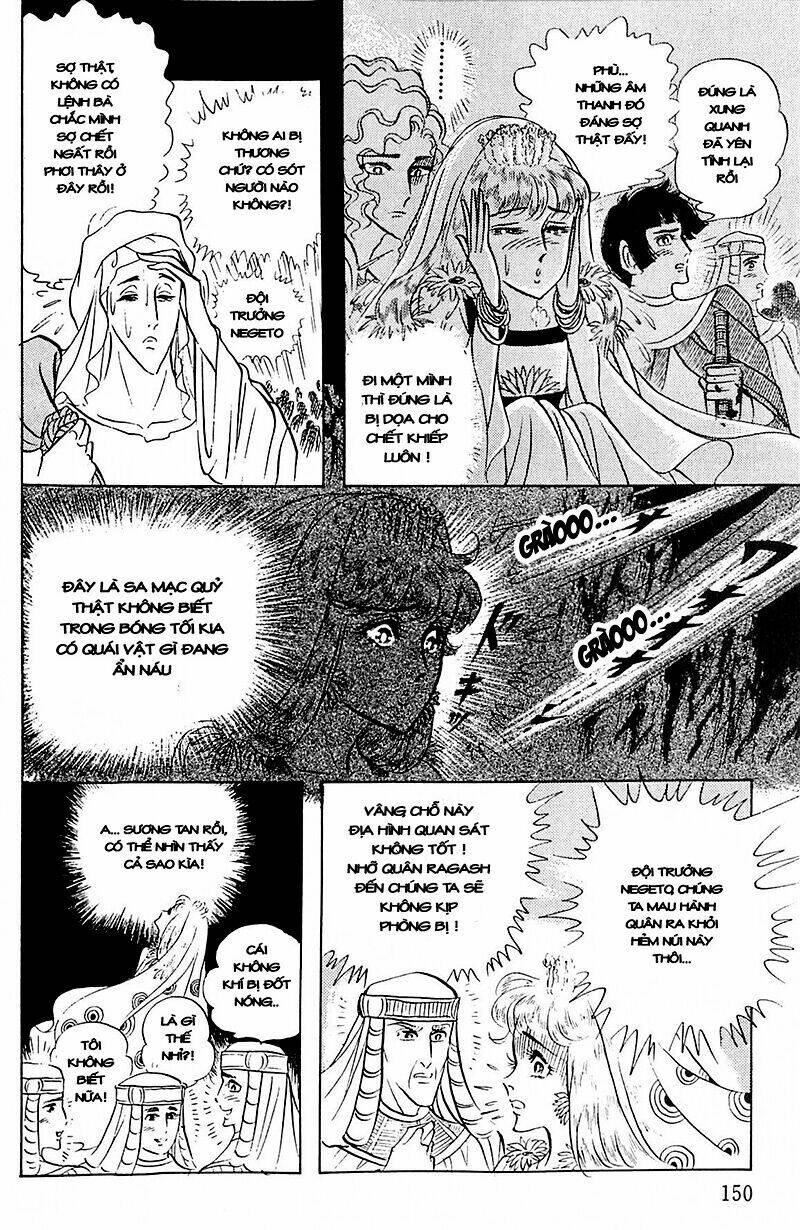 ĐÚNG LÀ
XUNG
QUANH
ĐÃ YÊN
TĨNH LẠI
RỒI
PHÙ...
NHỮNG ÂM
THANH ĐÓ
ĐÁNG SỢ
THẬT ĐẤY!
ĐI MỘT MÌNH
THÌ ĐÚNG LÀ
BỊ DỌA CHO
CHẾT KHIẾP
LUÔN !
KHÔNG AI BỊ
THƯƠNG
CHỨ? CÓ SÓT
NGƯỜI NÀO
KHÔNG?!
ĐỘI
TRƯỞNG
NEGETO
SỢ THẬT,
KHÔNG CÓ
LỆNH BÀ
CHẮC MÌNH
SỢ CHẾT
NGẤT RỒI
PHƠI THÂY Ở
ĐÂY RỒI!
GRÀOOO...
GRÀOOO...
ĐÂY LÀ SA MẠC QUỶ
THẬT KHÔNG BIẾT
TRONG BÓNG TỐI KIA
CÓ QUÁI VẬT GÌ ĐANG
ẨN NÁU
ĐỘI TRƯỞNG
NEGETO, CHÚNG
TA MAU HÀNH
QUÂN RA KHỎI
HẺM NÚI NÀY
THÔI...
VÂNG, CHỖ NÀY
ĐỊA HÌNH QUAN SÁT
KHÔNG TỐT !
NHỠ QUÂN RAGASH
ĐẾN CHÚNG TA SẼ
KHÔNG KỊP
PHÒNG BỊ !
A... SƯƠNG TAN RỒI,
CÓ THỂ NHÌN THẤY
CẢ SAO KÌA!
CÁI
KHÔNG
KHÍ BỊ ĐỐT
NÓNG...
LÀ GÌ
THẾ
NHỈ?!
TÔI
KHÔNG
BIẾT
NỮA!
150